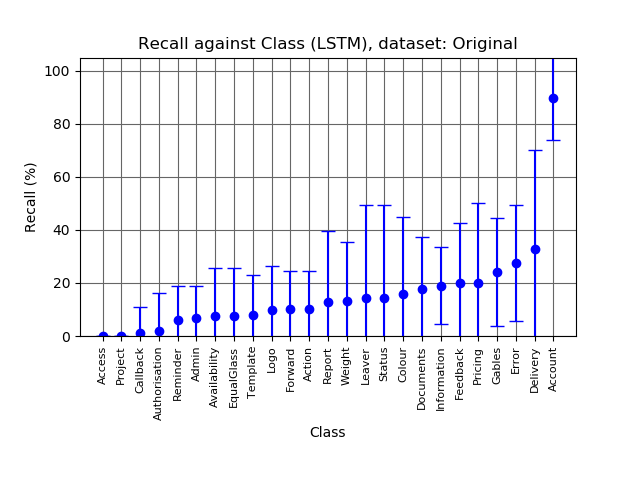 Recall against Class (LSTM), dataset: Original
100
80
60
40
20
0
Recall (%)
Access
Project
Callback
Authorisation
Reminder
Admin
Availability
EqualGlass
Template
Logo
Forward
Action
Report
Weight
Leaver
Status
Colour
Documents
Information
Feedback
Pricing
Gables
Error
Delivery
Account
Class